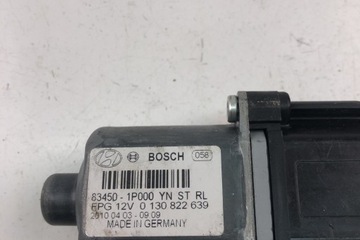 BOSCH 058
83450 - 1P000 YN ST RL
FPG 12V 0 130 822 639
2010 04 03 - 09 09
MADE IN GERMANY